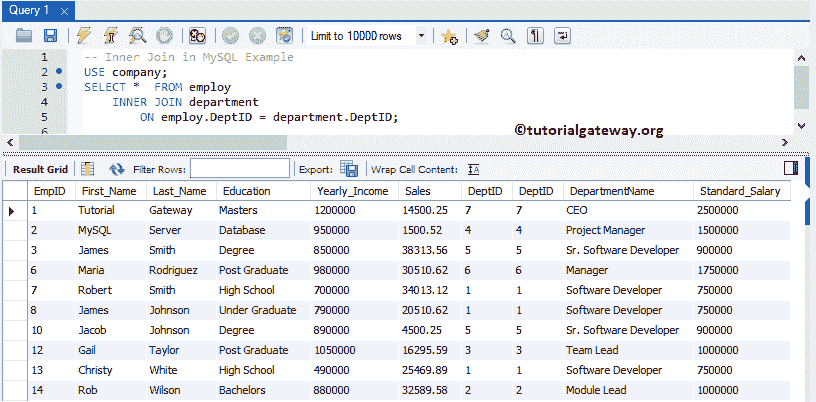 Query 1
Limit to 10000 rows
1 -- Inner Join in MySQL Example
2 USE company;
3 SELECT * FROM employ
4 INNER JOIN department
5 ON employ.DeptID = department.DeptID;
6
©tutorialgateway.org
Result Grid Filter Rows: Export: Wrap Cell Content:
EmpID First_Name Last_Name Education Yearly_Income Sales DeptID DeptID DepartmentName Standard_Salary
1 Tutorial Gateway Masters 1200000 14500.25 7 7 CEO 2500000
2 MySQL Server Database 950000 1500.52 4 4 Project Manager 1500000
3 James Smith Degree 850000 38313.56 5 5 Sr. Software Developer 900000
6 Maria Rodriguez Post Graduate 980000 30510.62 6 6 Manager 1750000
7 Robert Smith High School 700000 34013.12 1 1 Software Developer 750000
8 James Johnson Under Graduate 790000 20510.62 1 1 Software Developer 750000
10 Jacob Johnson Degree 890000 4500.25 5 5 Sr. Software Developer 900000
12 Gail Taylor Post Graduate 1050000 16295.59 3 3 Team Lead 1000000
13 Christy White High School 490000 25469.89 1 1 Software Developer 750000
14 Rob Wilson Bachelors 880000 32589.58 2 2 Module Lead 1000000